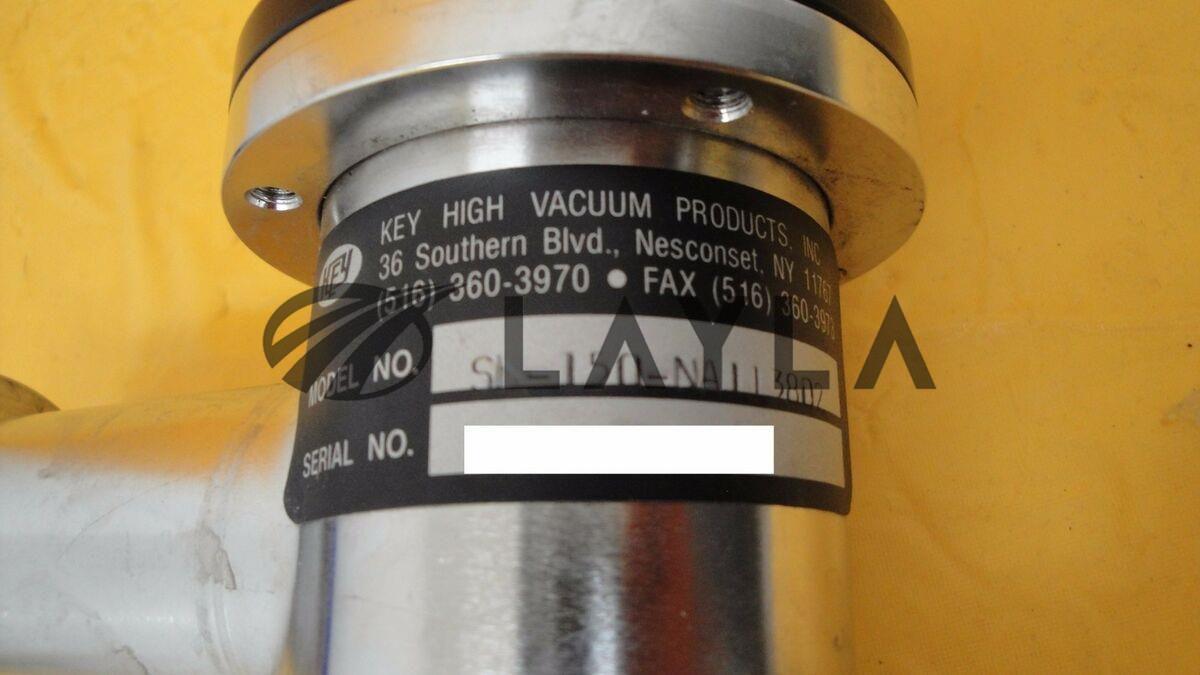 KEY HIGH VACUUM PRODUCTS, INC
36 Southern Blvd., Nesconset, NY 11767
KEY
(516) 360-3970 • FAX (516) 360-3973
LAYLA
MODEL NO.
SERIAL NO.